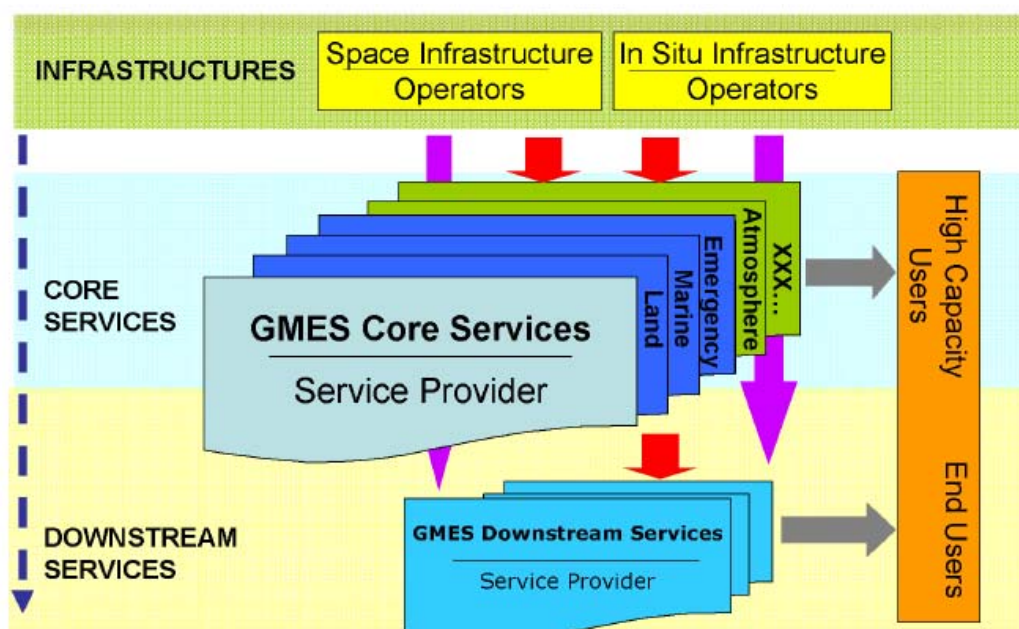 INFRASTRUCTURES
Space Infrastructure
Operators
In Situ Infrastructure
Operators
CORE
SERVICES
GMES Core Services
Service Provider
Land
Marine
Emergency
Atmosphere
XXX...
High Capacity
Users
End Users
DOWNSTREAM
SERVICES
GMES Downstream Services
Service Provider